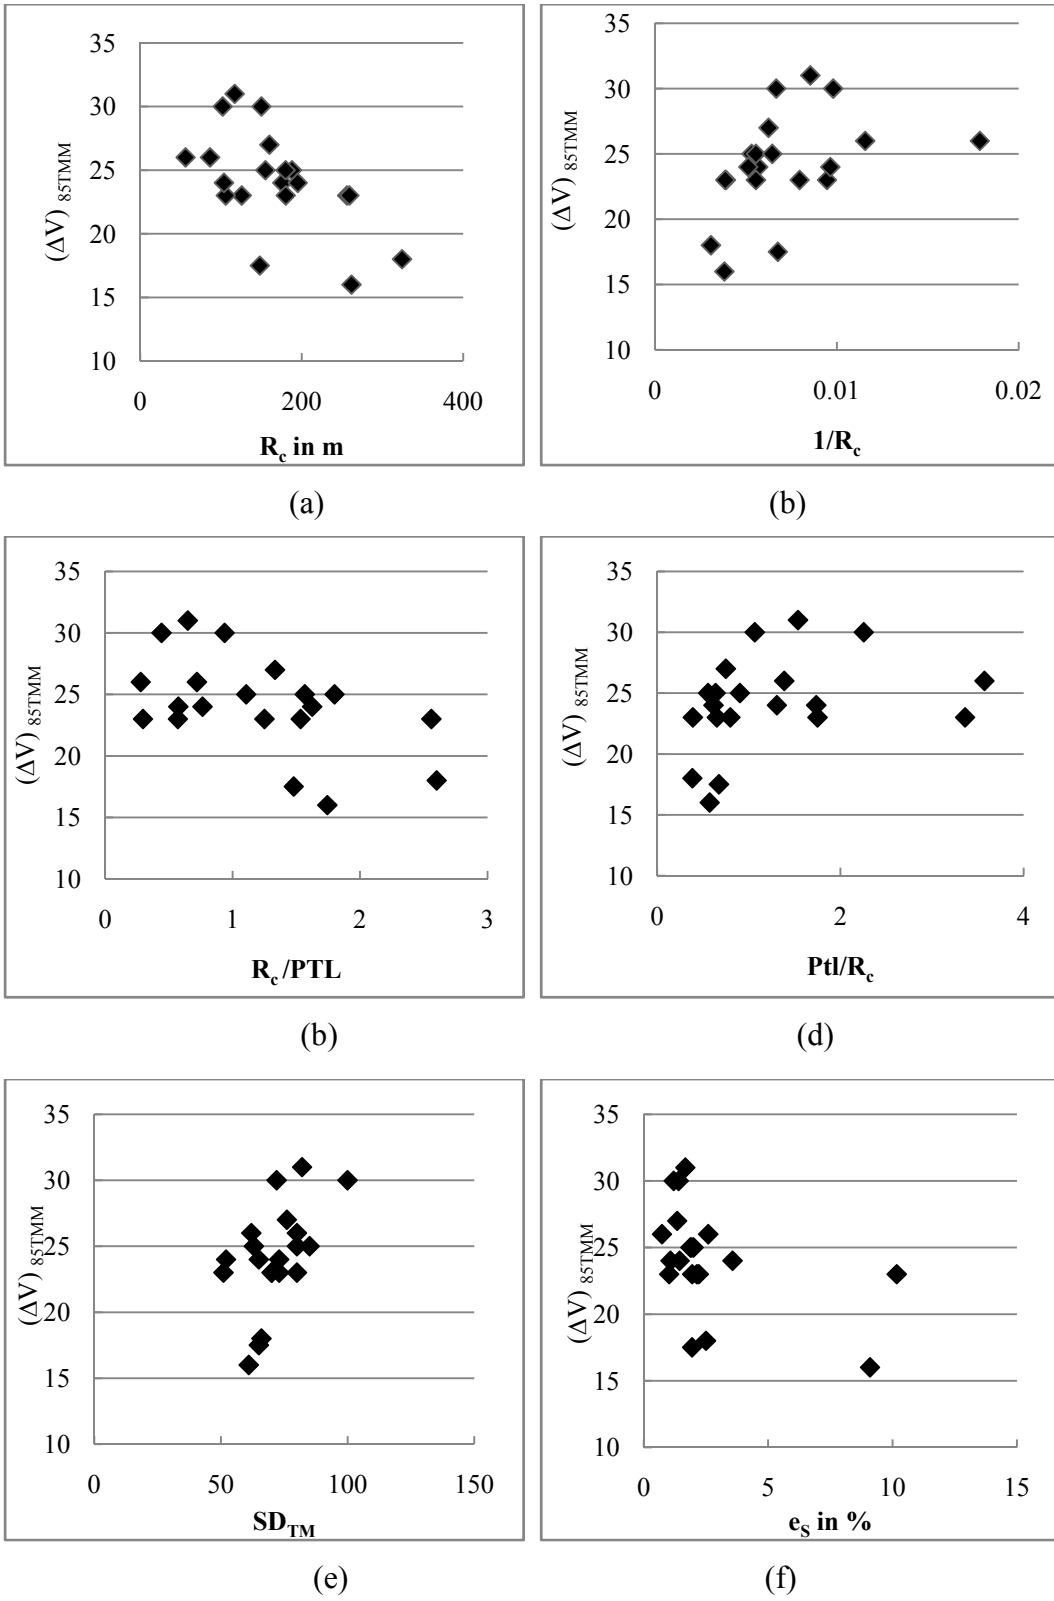 35
30
25
20
15
10
0 200 400
(ΔV) 85TMM
Rc in m
(a)
35
30
25
20
15
10
0 0.01 0.02
(ΔV) 85TMM
1/Rc
(b)
35
30
25
20
15
10
0 1 2 3
(ΔV) 85TMM
Rc /PTL
(b)
35
30
25
20
15
10
0 2 4
(ΔV) 85TMM
Ptl/Rc
(d)
35
30
25
20
15
10
0 50 100 150
(ΔV) 85TMM
SDTM
(e)
35
30
25
20
15
10
0 5 10 15
(ΔV) 85TMM
eS in %
(f)